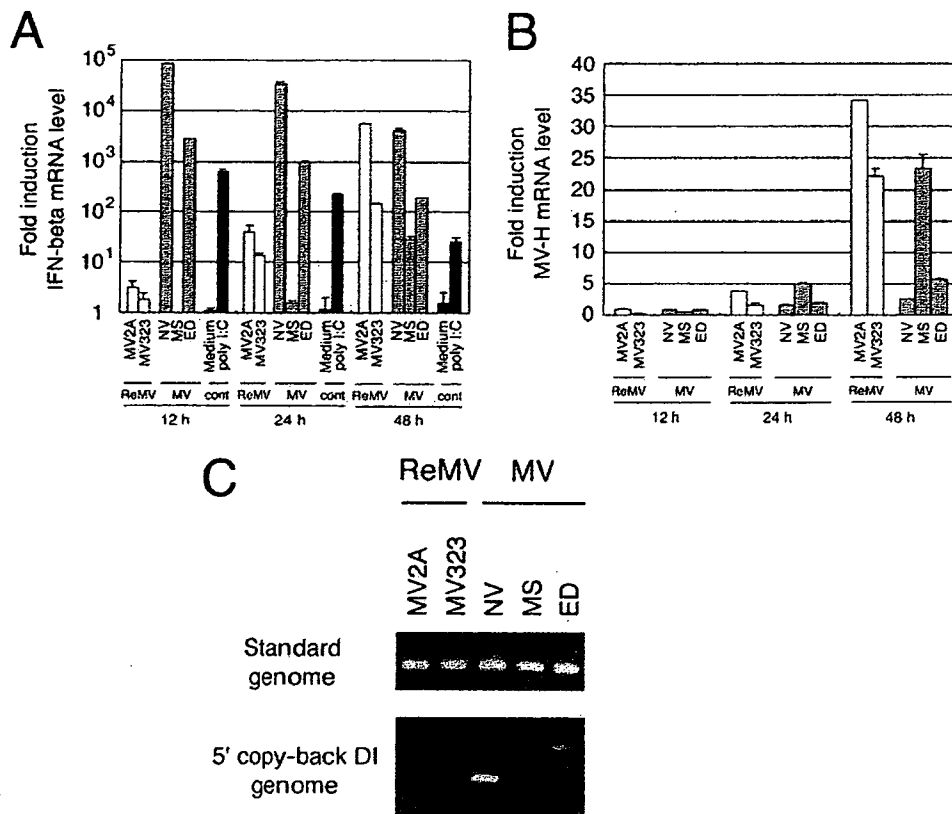 A
Fold induction
IFN-beta mRNA level
10^5
10^4
10^3
10^2
10^1
1
MV2A
MV323
NV
MS
ED
Medium
poly I:C
MV2A
MV323
NV
MS
ED
Medium
poly I:C
MV2A
MV323
NV
MS
ED
Medium
poly I:C
ReMV
MV
cont
ReMV
MV
cont
ReMV
MV
cont
12 h
24 h
48 h
B
Fold induction
MV-H mRNA level
40
35
30
25
20
15
10
5
0
MV2A
MV323
NV
MS
ED
MV2A
MV323
NV
MS
ED
MV2A
MV323
NV
MS
ED
ReMV
MV
ReMV
MV
ReMV
MV
12 h
24 h
48 h
C
ReMV
MV
MV2A
MV323
NV
MS
ED
Standard
genome
5' copy-back DI
genome